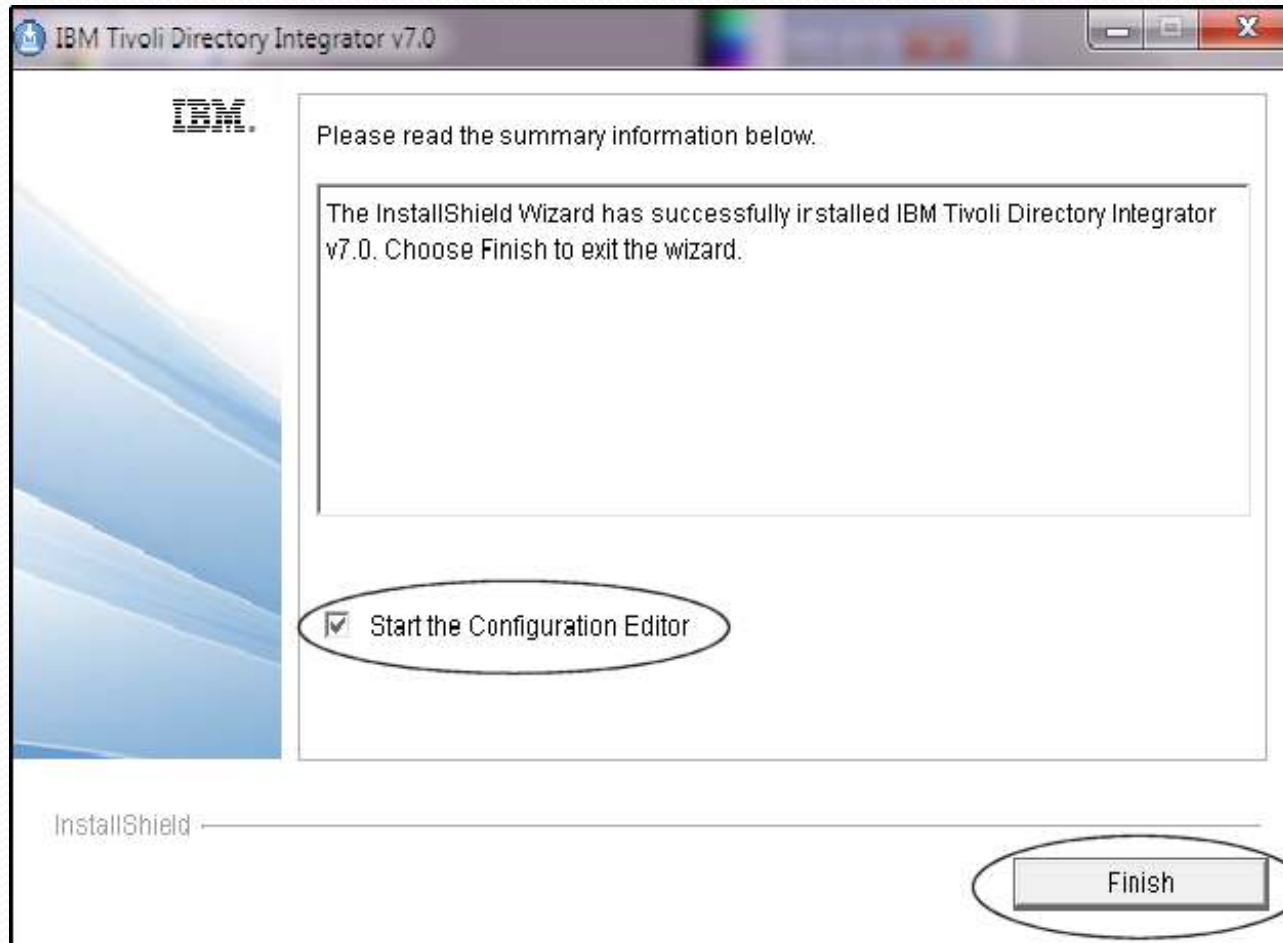 IBM Tivoli Directory Integrator v7.0
IBM.
Please read the summary information below.
The InstallShield Wizard has successfully installed IBM Tivoli Directory Integrator
v7.0. Choose Finish to exit the wizard.
Start the Configuration Editor
InstallShield
Finish